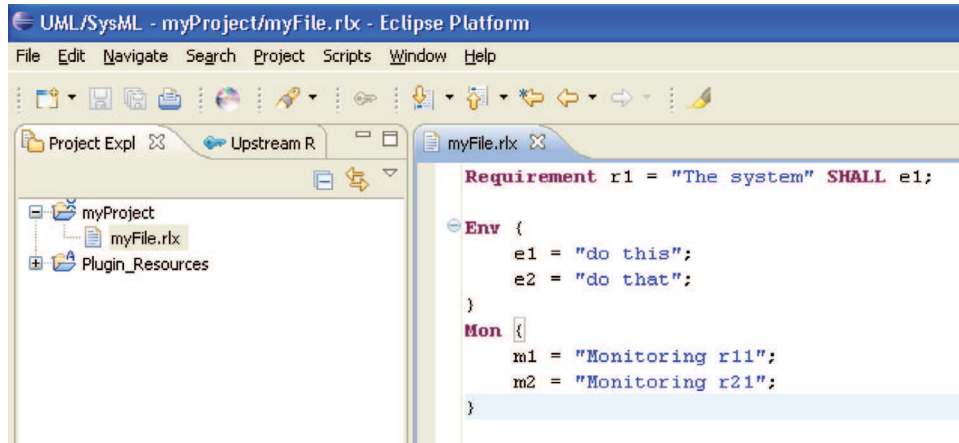 UML/SysML - myProject/myFile.rlx - Eclipse Platform
File Edit Navigate Search Project Scripts Window Help
Project Expl Upstream R
myFile.rlx
myProject
myFile.rlx
Plugin_Resources
Requirement r1 = "The system" SHALL e1;
Env {
e1 = "do this";
e2 = "do that";
}
Mon {
m1 = "Monitoring r11";
m2 = "Monitoring r21";
}